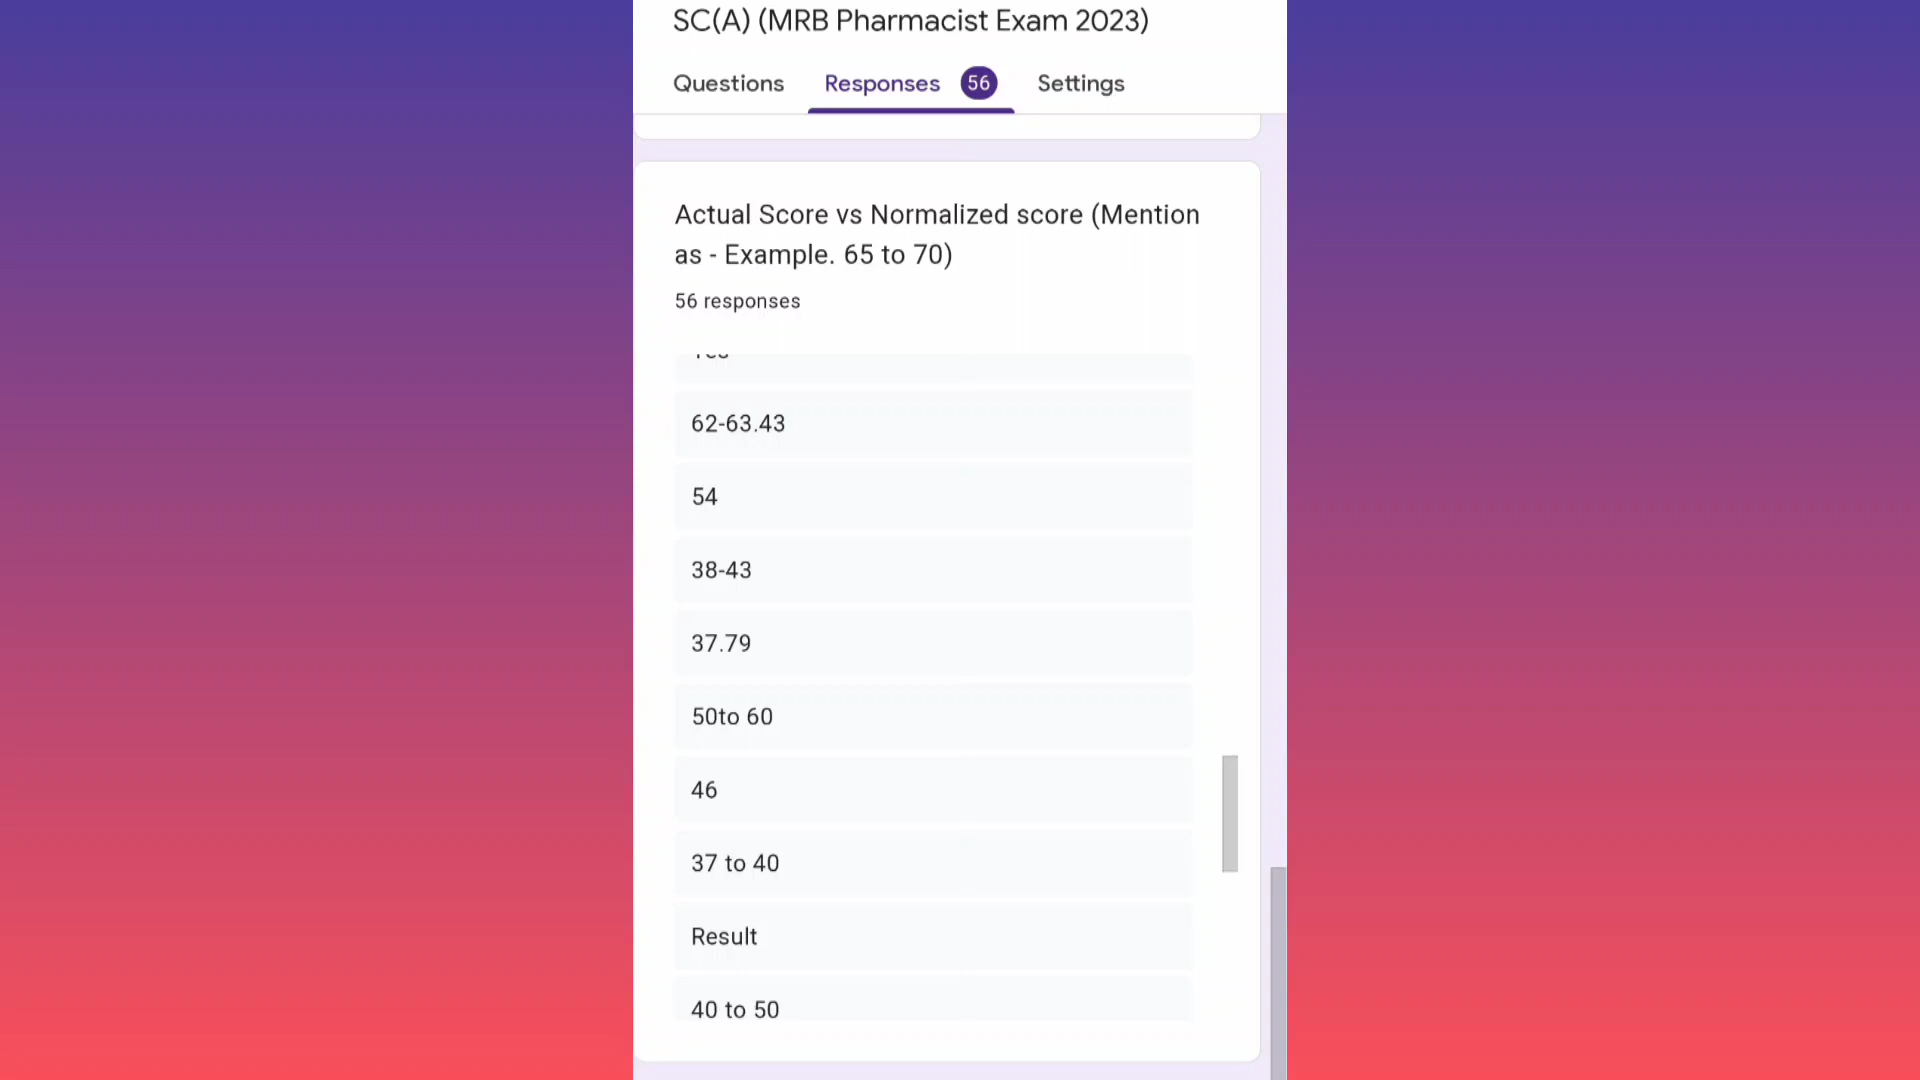 SC(A) (MRB Pharmacist Exam 2023)
Questions Responses 56 Settings
Actual Score vs Normalized score (Mention
as - Example. 65 to 70)
56 responses
62-63.43
54
38-43
37.79
50to 60
46
37 to 40
Result
40 to 50